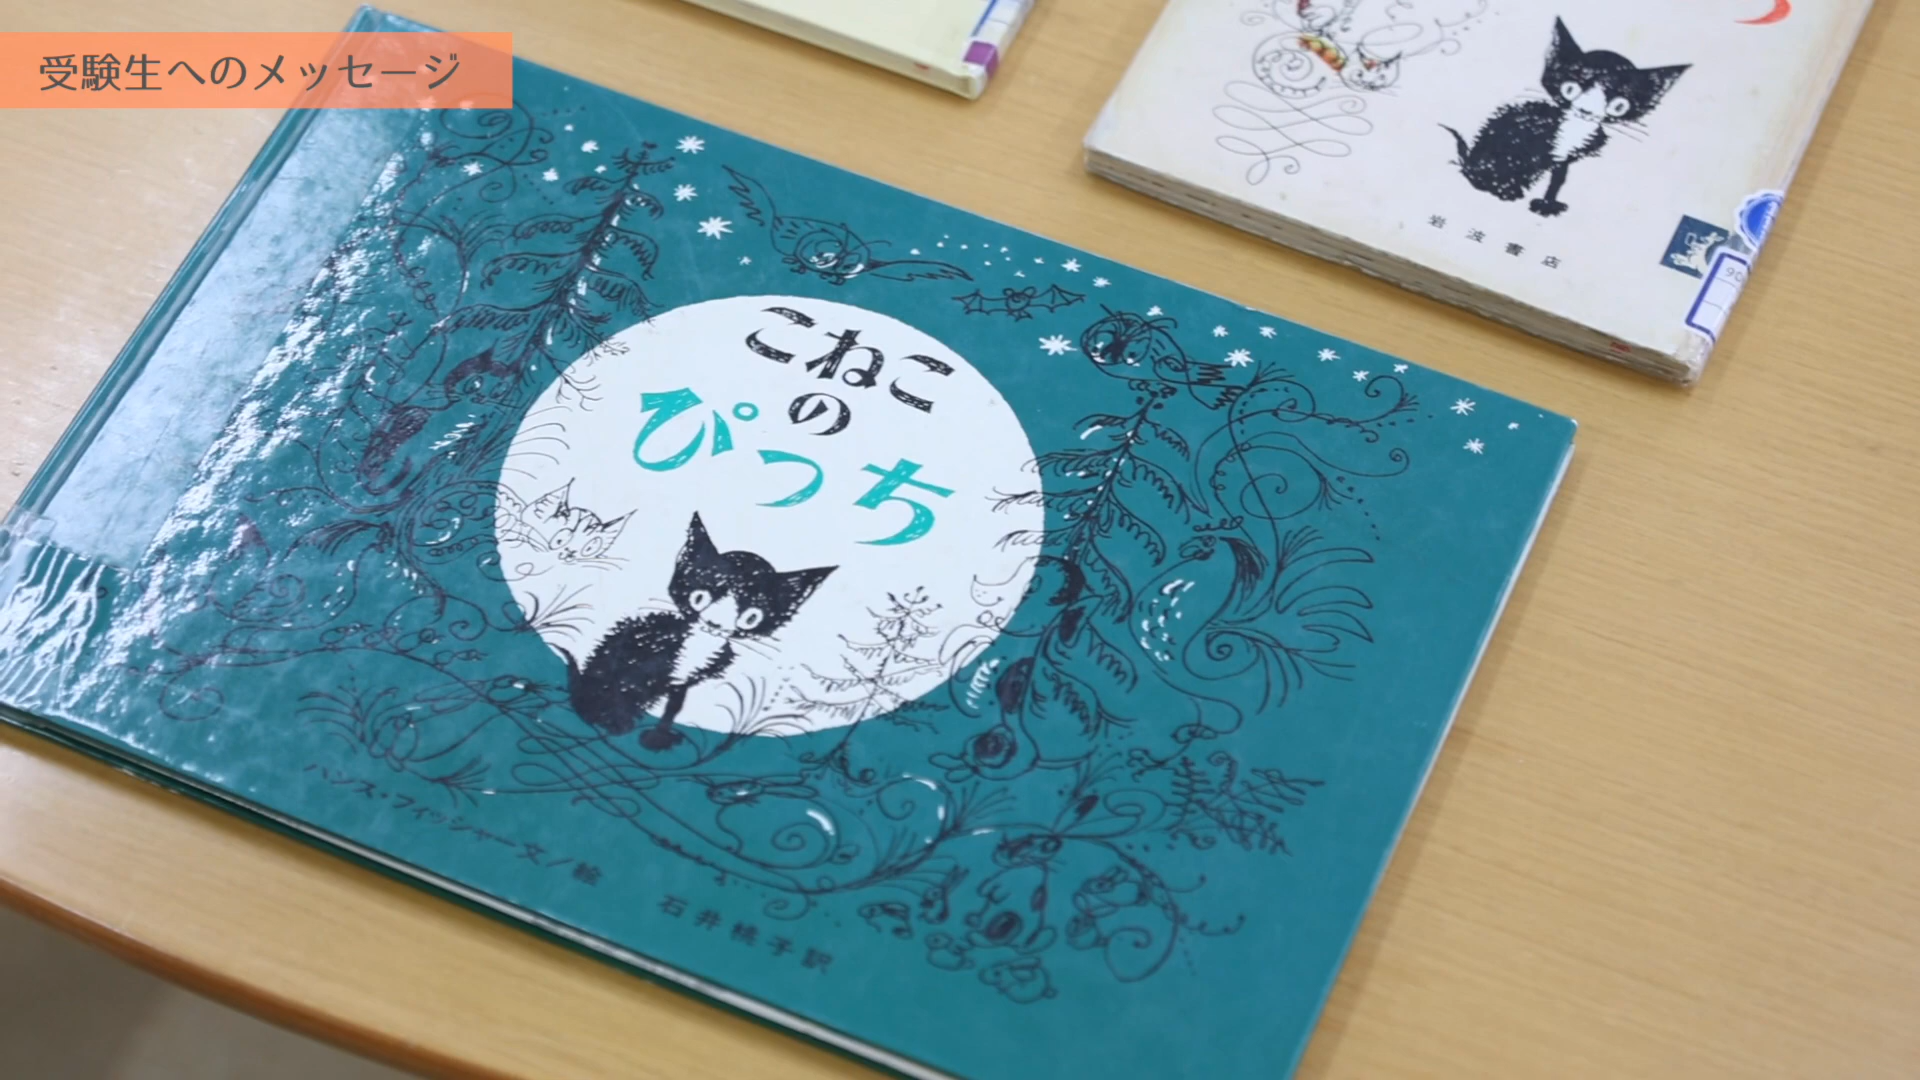 受験生へのメッセージ
こねこ
の
ぴっち
ハンス・フィッシャー文/絵
石井桃子訳
岩波書店